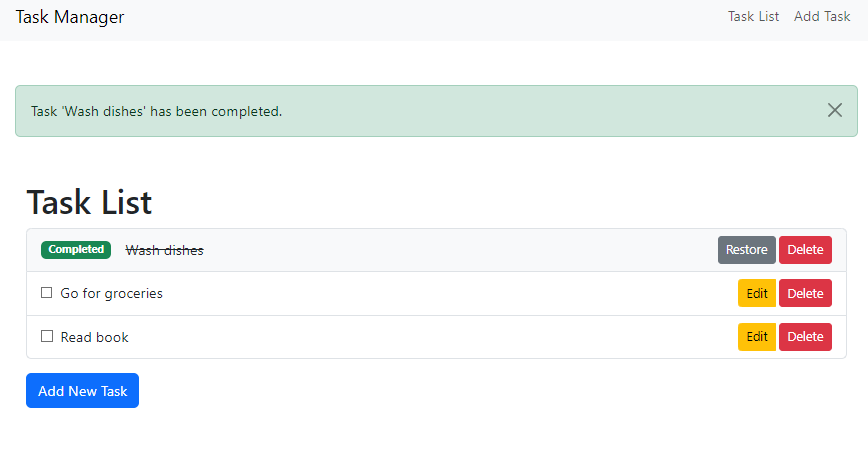 Task Manager Task List Add Task
Task 'Wash dishes' has been completed.
Task List
Completed Wash dishes Restore Delete
Go for groceries Edit Delete
Read book Edit Delete
Add New Task